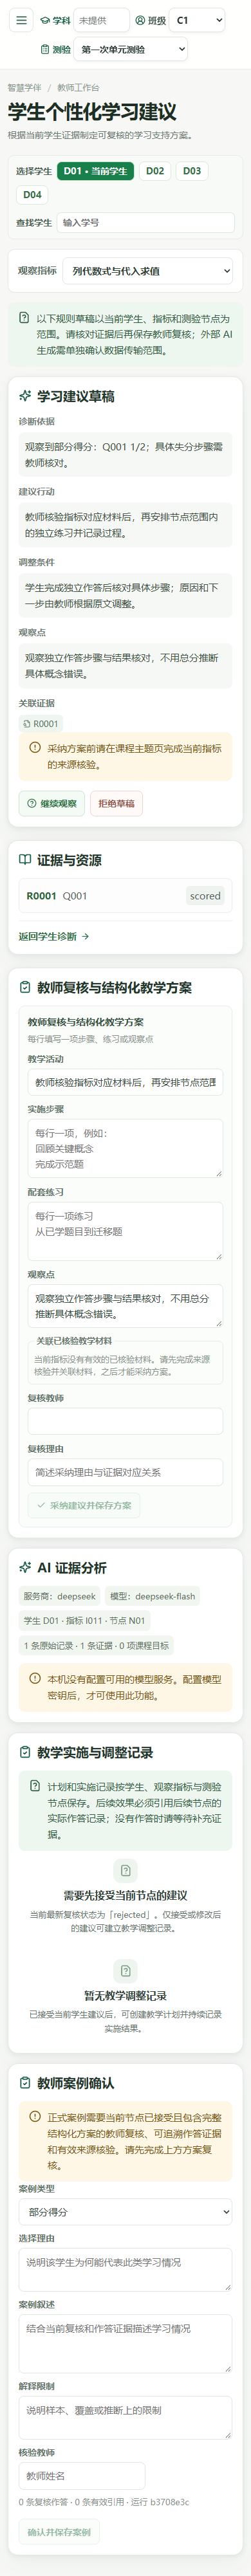 学科 未提供 班级 C1
测验 第一次单元测验
智慧学伴 / 教师工作台
学生个性化学习建议
根据当前学生证据制定可复核的学习支持方案。
选择学生 D01 • 当前学生 D02 D03
D04
查找学生 输入学号
观察指标 列代数式与代入求值
以下规则草稿以当前学生、指标和测验节点为
范围。请核对证据后再保存教师复核；外部 AI
生成需单独确认数据传输范围。
学习建议草稿
诊断依据
观察到部分得分：Q001 1/2；具体失分步骤需
教师核对。
建议行动
教师核验指标对应材料后，再安排节点范围内
的独立练习并记录过程。
调整条件
学生完成独立作答后核对具体步骤；原因和下
一步由教师根据原文调整。
观察点
观察独立作答步骤与结果核对，不用总分推断
具体概念错误。
关联证据
R0001
采纳方案前请在课程主题页完成当前指标
的来源核验。
继续观察 拒绝草稿
证据与资源
R0001 Q001 scored
返回学生诊断 →
教师复核与结构化教学方案
教师复核与结构化教学方案
每行填写一项步骤、练习或观察点
教学活动
教师核验指标对应材料后，再安排节点范围
实施步骤
每行一项，例如：
回顾关键概念
完成示范题
配套练习
每行一项练习
从已学题目到迁移题
观察点
观察独立作答步骤与结果核对，不用总分
推断具体概念错误。
关联已核验教学材料
当前指标没有有效的已核验材料。请先完成来源
核验并关联材料，之后才能采纳方案。
复核教师
复核理由
简述采纳理由与证据对应关系
采纳建议并保存方案
AI 证据分析
服务商：deepseek 模型：deepseek-flash
学生 D01 · 指标 I011 · 节点 N01
1 条原始记录 · 1 条证据 · 0 项课程目标
本机没有配置可用的模型服务。配置模型
密钥后，才可使用此功能。
教学实施与调整记录
计划和实施记录按学生、观察指标与测验
节点保存。后续效果必须引用后续节点的
实际作答记录；没有作答时请等待补充证
据。
需要先接受当前节点的建议
当前最新复核状态为「rejected」。仅接受或修改后
的建议可建立教学调整记录。
暂无教学调整记录
已接受当前学生建议后，可创建教学计划并持续记录
实施结果。
教师案例确认
正式案例需要当前节点已接受且包含完整
结构化方案的教师复核、可追溯作答证据
和有效来源核验。请先完成上方方案复
核。
案例类型
部分得分
选择理由
说明该学生为何能代表此类学习情况
案例叙述
结合当前复核和作答证据描述学习情况
解释限制
说明样本、覆盖或推断上的限制
核验教师
教师姓名
0 条复核作答 · 0 条有效引用 · 运行 b3708e3c
确认并保存案例